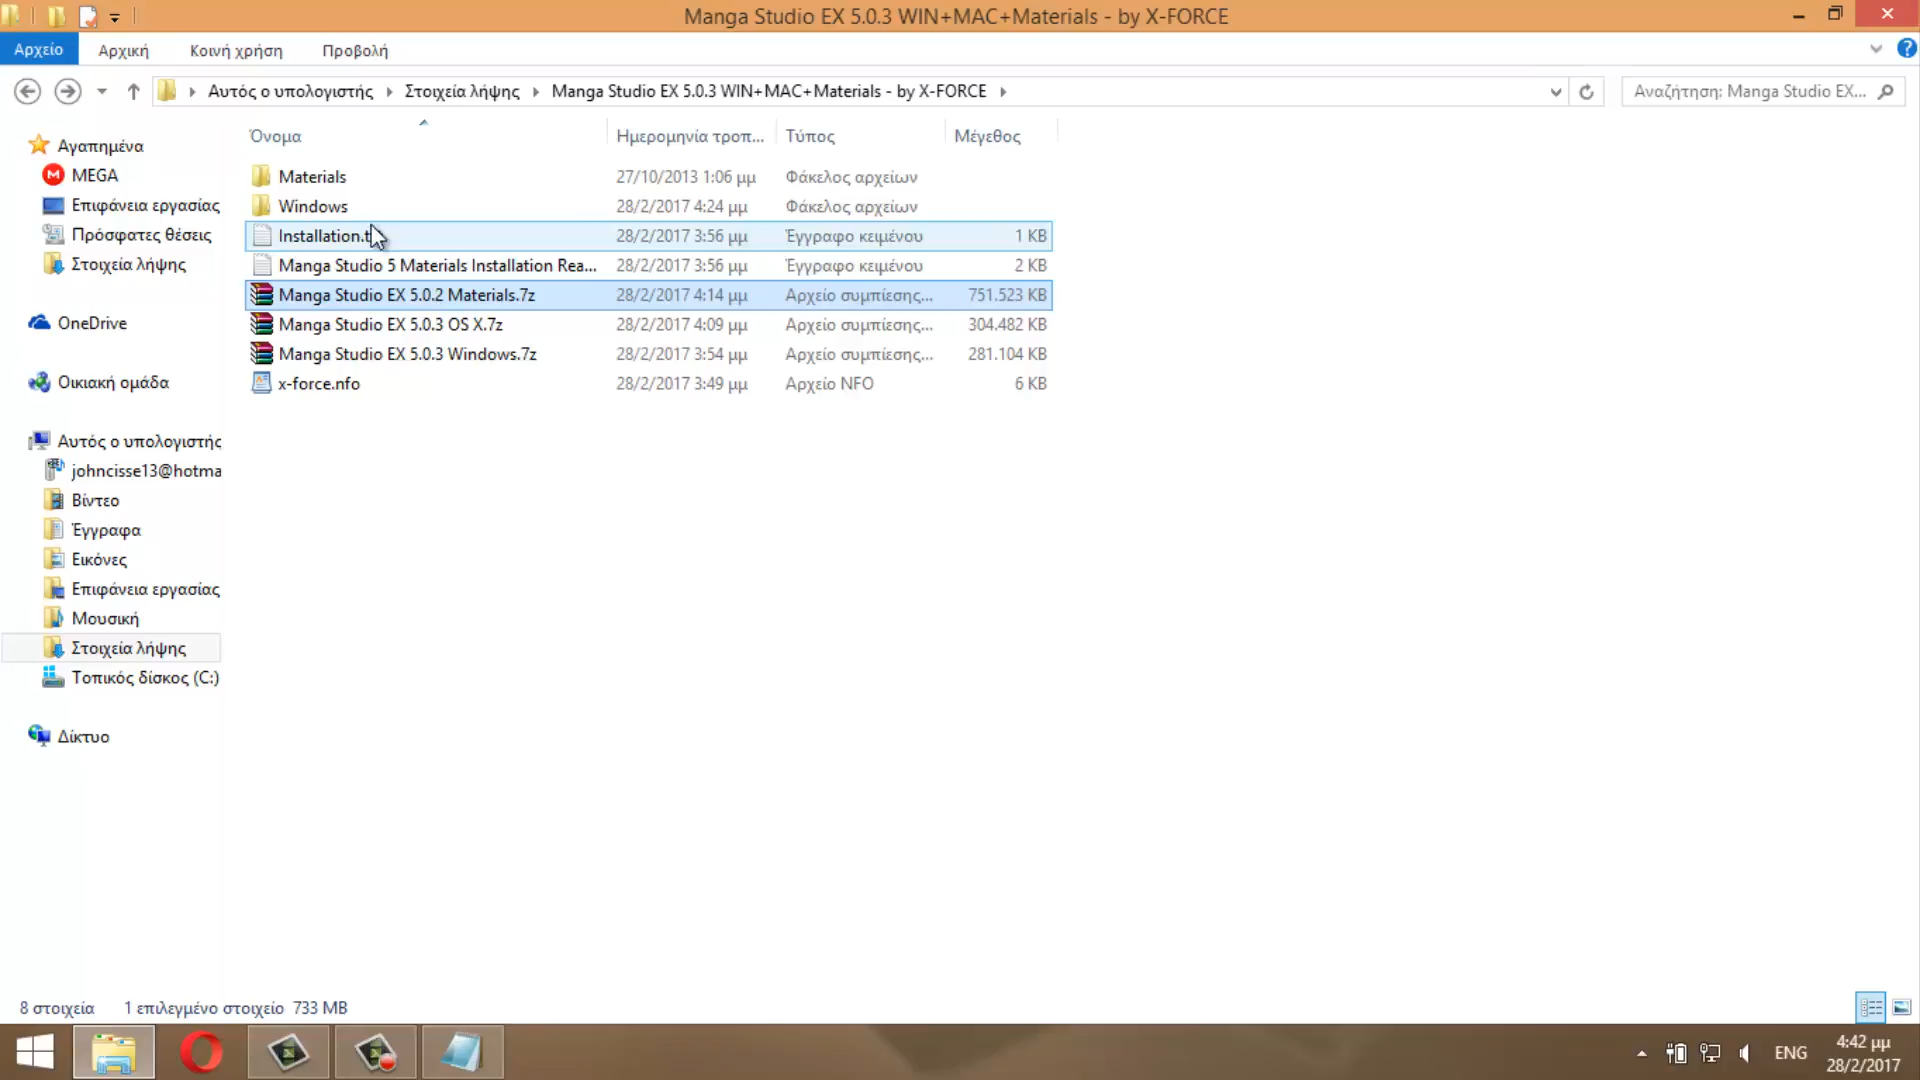 Manga Studio EX 5.0.3 WIN+MAC+Materials - by X-FORCE
Αρχείο Αρχική Κοινή χρήση Προβολή
Αυτός ο υπολογιστής Στοιχεία λήψης Manga Studio EX 5.0.3 WIN+MAC+Materials - by X-FORCE
Αναζήτηση: Manga Studio EX...
Όνομα Ημερομηνία τροπ... Τύπος Μέγεθος
Materials 27/10/2013 1:06 μμ Φάκελος αρχείων
Windows 28/2/2017 4:24 μμ Φάκελος αρχείων
Installation.t 28/2/2017 3:56 μμ Έγγραφο κειμένου 1 KB
Manga Studio 5 Materials Installation Rea... 28/2/2017 3:56 μμ Έγγραφο κειμένου 2 KB
Manga Studio EX 5.0.2 Materials.7z 28/2/2017 4:14 μμ Αρχείο συμπίεσης... 751.523 KB
Manga Studio EX 5.0.3 OS X.7z 28/2/2017 4:09 μμ Αρχείο συμπίεσης... 304.482 KB
Manga Studio EX 5.0.3 Windows.7z 28/2/2017 3:54 μμ Αρχείο συμπίεσης... 281.104 KB
x-force.nfo 28/2/2017 3:49 μμ Αρχείο NFO 6 KB
Αγαπημένα
MEGA
Επιφάνεια εργασίας
Πρόσφατες θέσεις
Στοιχεία λήψης
OneDrive
Οικιακή ομάδα
Αυτός ο υπολογιστής
johncisse13@hotma
Βίντεο
Έγγραφα
Εικόνες
Επιφάνεια εργασίας
Μουσική
Στοιχεία λήψης
Τοπικός δίσκος (C:)
Δίκτυο
8 στοιχεία 1 επιλεγμένο στοιχείο 733 MB
ENG
4:42 μμ
28/2/2017